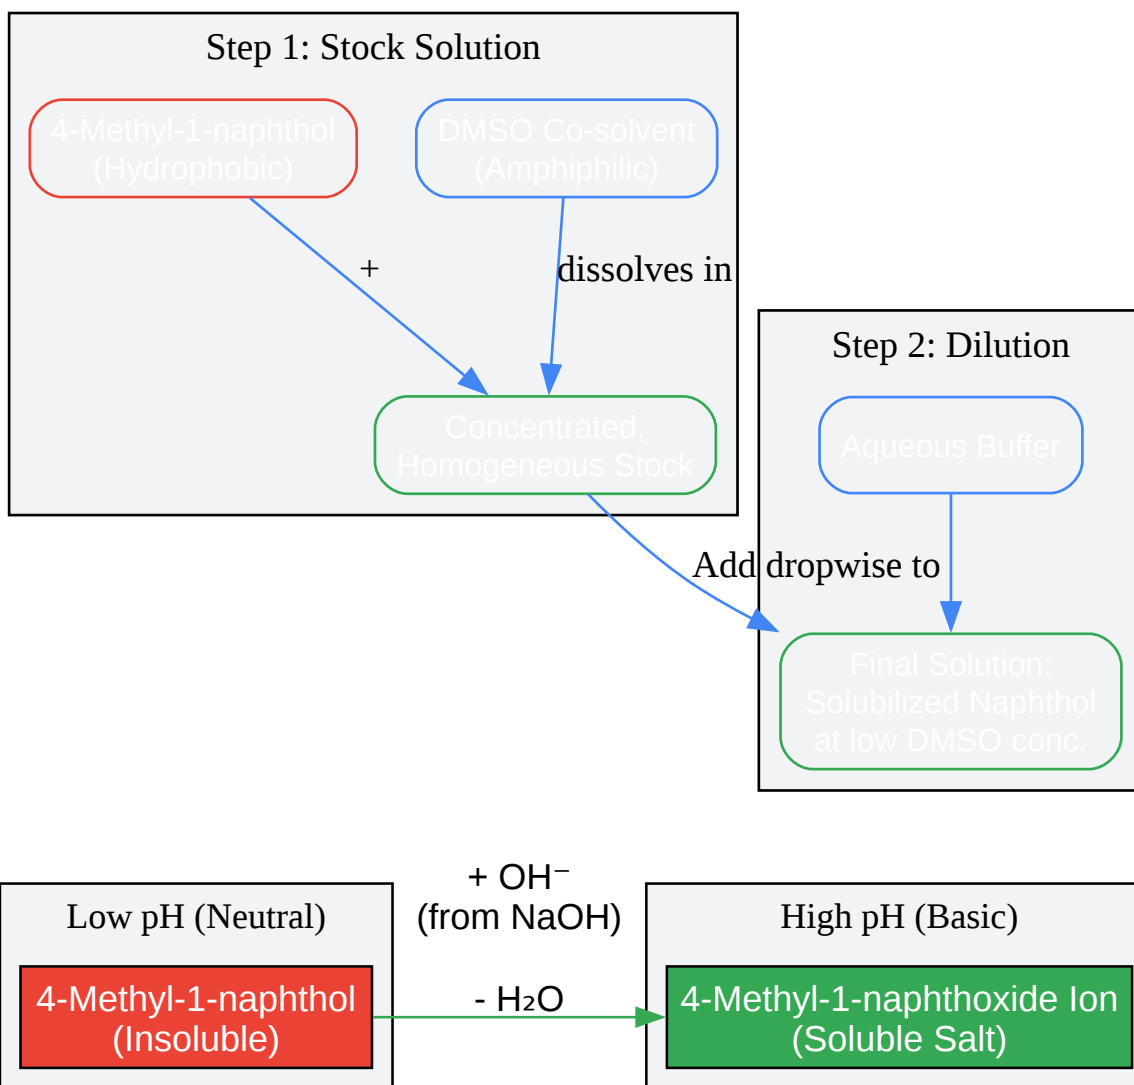 Step 1: Stock Solution
4-Methyl-1-naphthol
(Hydrophobic)
DMSO Co-solvent
(Amphiphilic)
+
dissolves in
Concentrated,
Homogeneous Stock
Step 2: Dilution
Aqueous Buffer
Add dropwise to
Final Solution:
Solubilized Naphthol
at low DMSO conc.
Low pH (Neutral)
4-Methyl-1-naphthol
(Insoluble)
+ OH⁻
(from NaOH)
- H₂O
High pH (Basic)
4-Methyl-1-naphthoxide Ion
(Soluble Salt)